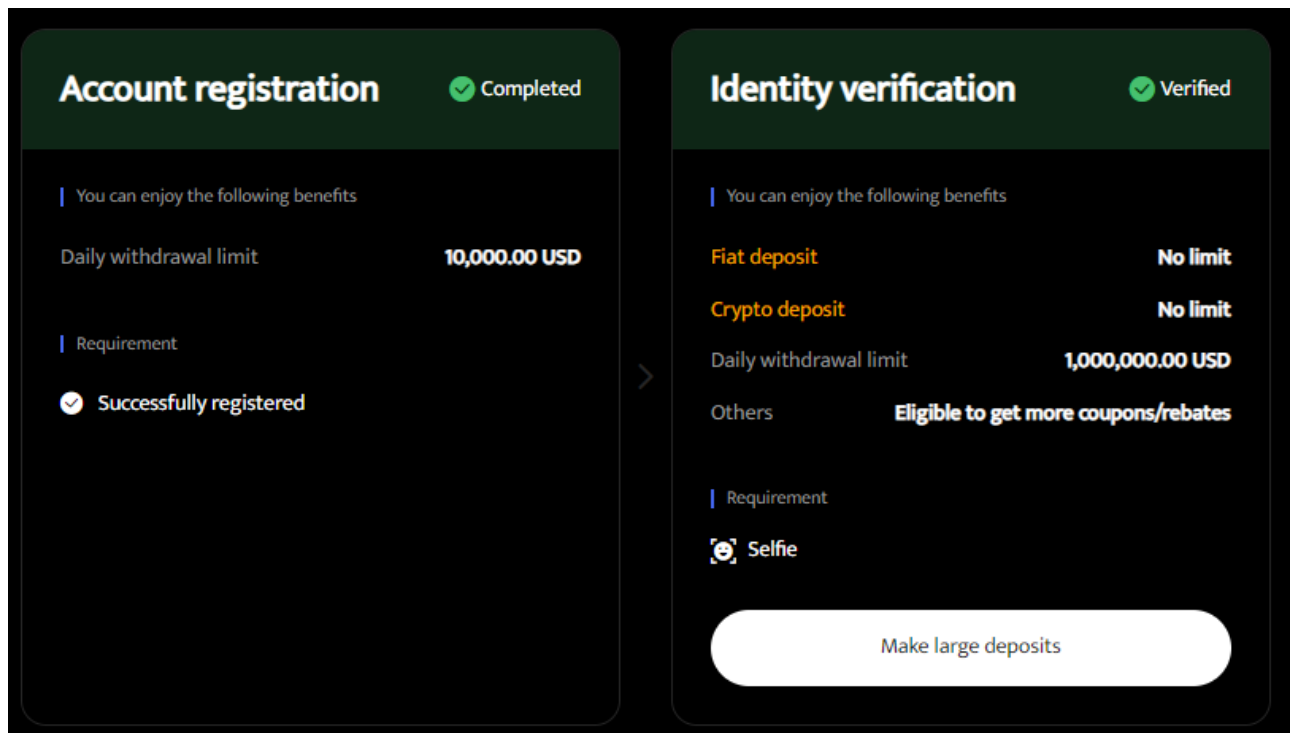 Account registration
Completed
You can enjoy the following benefits
Daily withdrawal limit 10,000.00 USD
Requirement
Successfully registered
Identity verification
Verified
You can enjoy the following benefits
Fiat deposit No limit
Crypto deposit No limit
Daily withdrawal limit 1,000,000.00 USD
Others Eligible to get more coupons/rebates
Requirement
Selfie
Make large deposits